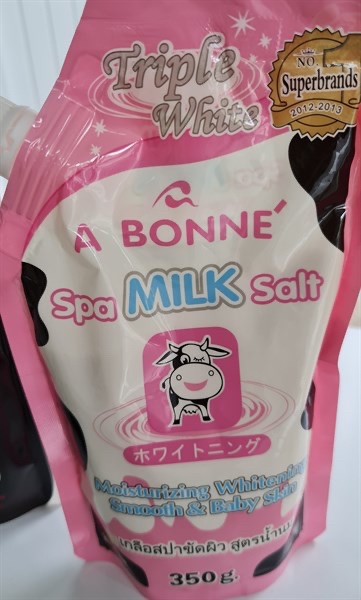 Triple
White
NO.1
Superbrands
2012-2013
A BONNÉ
Spa MILK Salt
ホワイトニング
Moisturizing Whitening
Smooth & Baby Skin
เกลือสปาขัดผิว สูตรน้ำนม
350 g.